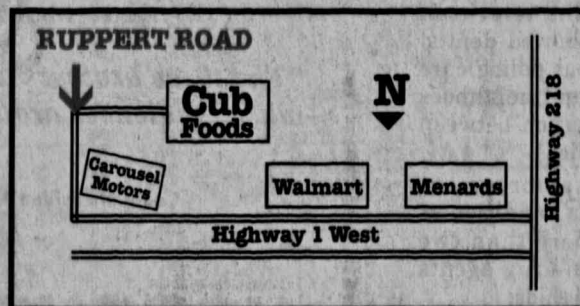 RUPPERT ROAD
Cub
Foods
N
Carousel
Motors
Walmart
Menards
Highway 218
Highway 1 West